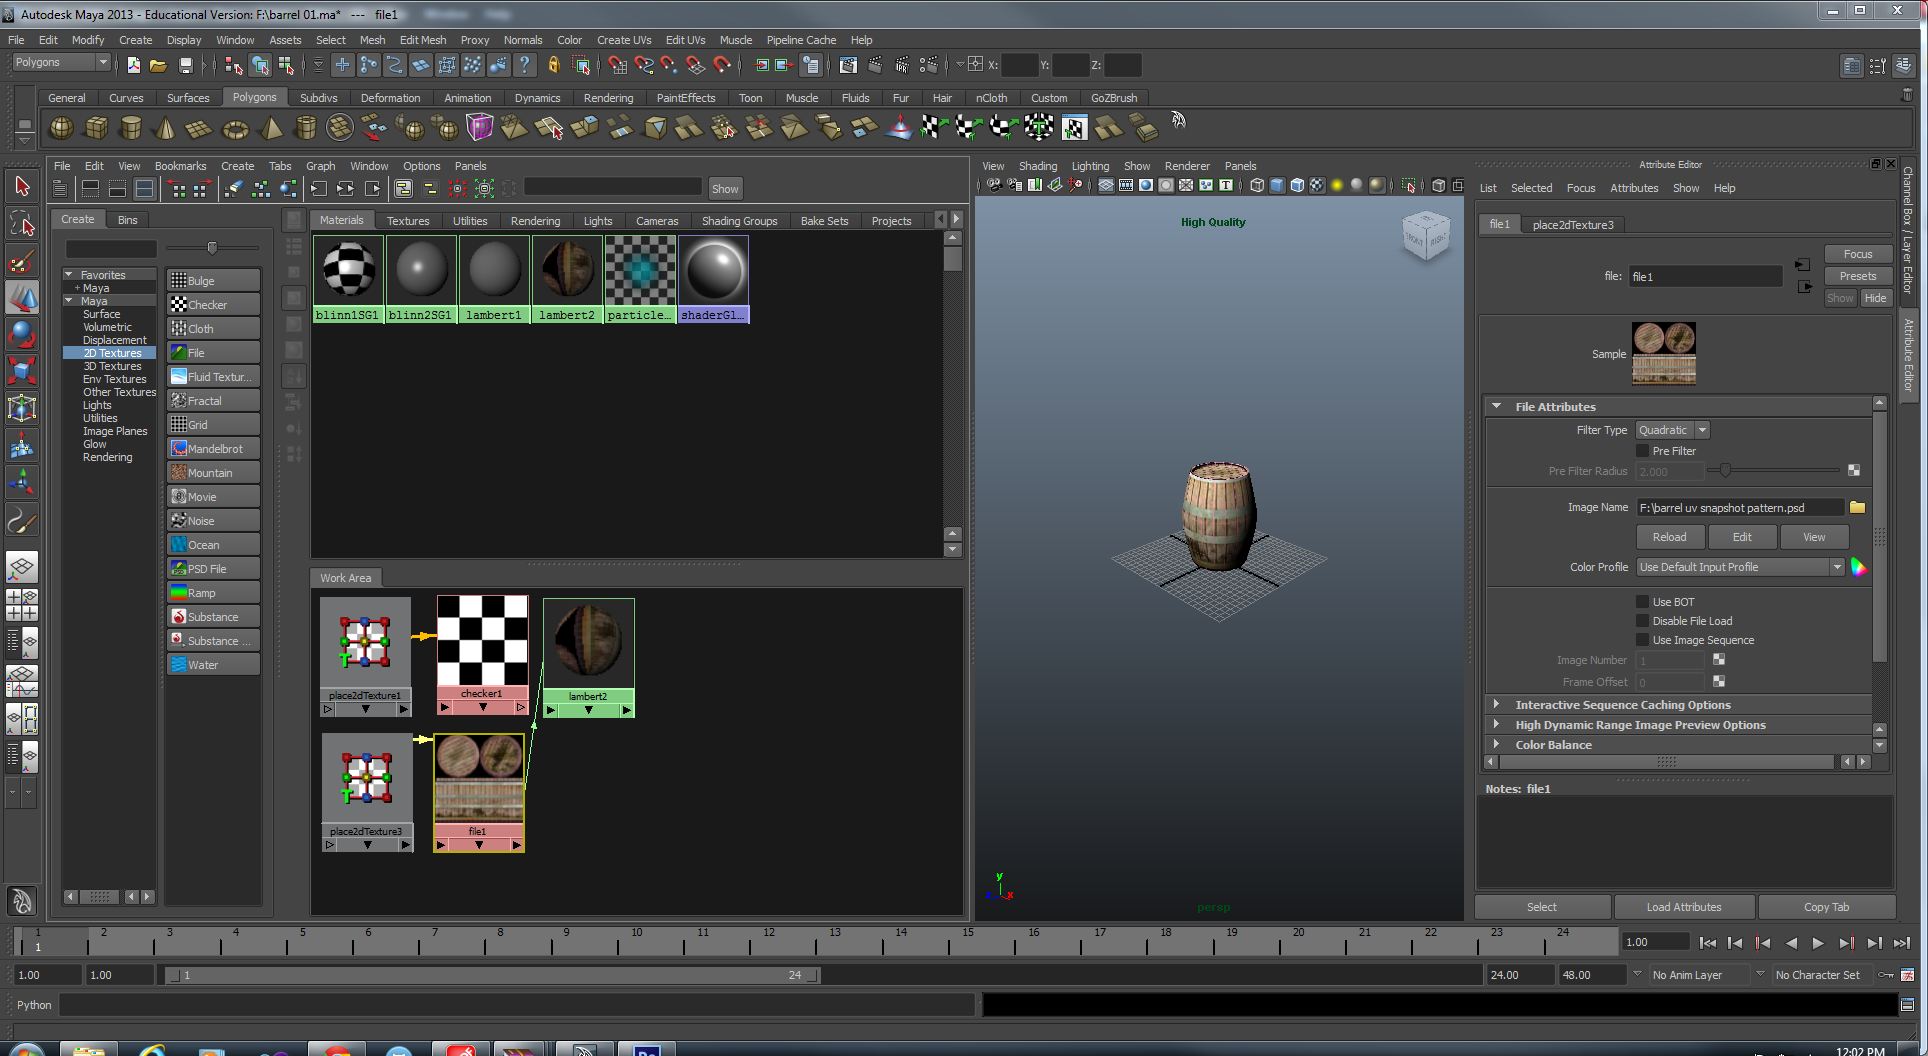 Autodesk Maya 2013 - Educational Version: F:\barrel 01.ma* --- file1
File Edit Modify Create Display Window Assets Select Mesh Edit Mesh Proxy Normals Color Create UVs Edit UVs Muscle Pipeline Cache Help
Polygons X: Y: Z:
General Curves Surfaces Polygons Subdivs Deformation Animation Dynamics Rendering PaintEffects Toon Muscle Fluids Fur Hair nCloth Custom GoZBrush
File Edit View Bookmarks Create Tabs Graph Window Options Panels
Show
Create Bins
Favorites
+ Maya
Maya
Surface
Volumetric
Displacement
2D Textures
3D Textures
Env Textures
Other Textures
Lights
Utilities
Image Planes
Glow
Rendering
Bulge
Checker
Cloth
File
Fluid Textur...
Fractal
Grid
Mandelbrot
Mountain
Movie
Noise
Ocean
PSD File
Ramp
Substance
Substance ...
Water
Materials Textures Utilities Rendering Lights Cameras Shading Groups Bake Sets Projects
blinn1SG1 blinn2SG1 lambert1 lambert2 particle... shaderGl...
Work Area
place2dTexture1 checker1 lambert2
place2dTexture3 file1
View Shading Lighting Show Renderer Panels
High Quality
FRONT RIGHT
y
x
persp
Attribute Editor
List Selected Focus Attributes Show Help
file1 place2dTexture3
Focus
file: file1 Presets
Show Hide
Sample
File Attributes
Filter Type Quadratic
Pre Filter
Pre Filter Radius 2.000
Image Name F:\barrel uv snapshot pattern.psd
Reload Edit View
Color Profile Use Default Input Profile
Use BOT
Disable File Load
Use Image Sequence
Image Number 1
Frame Offset 0
Interactive Sequence Caching Options
High Dynamic Range Image Preview Options
Color Balance
Notes: file1
Select Load Attributes Copy Tab
Channel Box / Layer Editor
Attribute Editor
1 2 3 4 5 6 7 8 9 10 11 12 13 14 15 16 17 18 19 20 21 22 23 24
1 1.00
1.00 1.00 1 24 24.00 48.00 No Anim Layer No Character Set
Python
12:02 PM